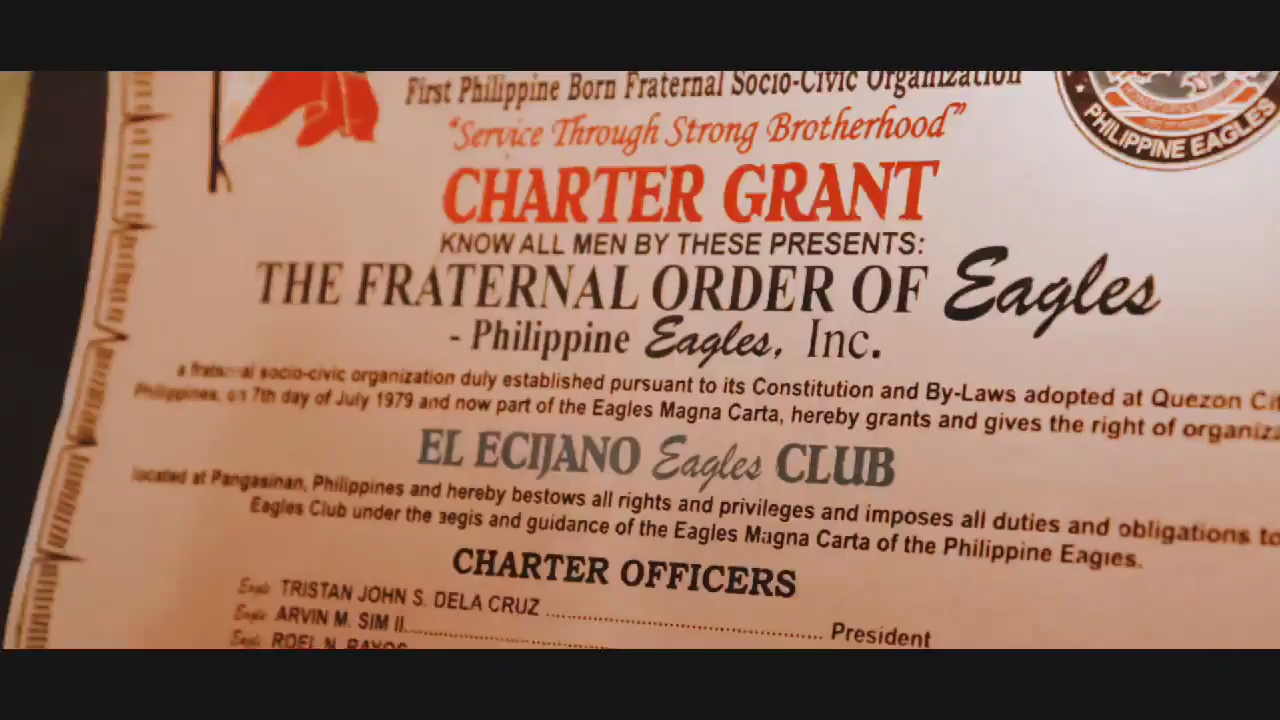 First Philippine Born Fraternal Socio-Civic Organization
"Service Through Strong Brotherhood"
PHILIPPINE EAGLES
CHARTER GRANT
KNOW ALL MEN BY THESE PRESENTS:
THE FRATERNAL ORDER OF Eagles
- Philippine Eagles, Inc.
a fraternal socio-civic organization duly established pursuant to its Constitution and By-Laws adopted at Quezon Cit
Philippines, on 7th day of July 1979 and now part of the Eagles Magna Carta, hereby grants and gives the right of organiza
EL ECIJANO Eagles CLUB
located at Pangasinan, Philippines and hereby bestows all rights and privileges and imposes all duties and obligations to
Eagles Club under the aegis and guidance of the Eagles Magna Carta of the Philippine Eagles.
CHARTER OFFICERS
Eagle TRISTAN JOHN S. DELA CRUZ ........................................ President
Eagle ARVIN M. SIM II........................................
Eagle ROEL N.